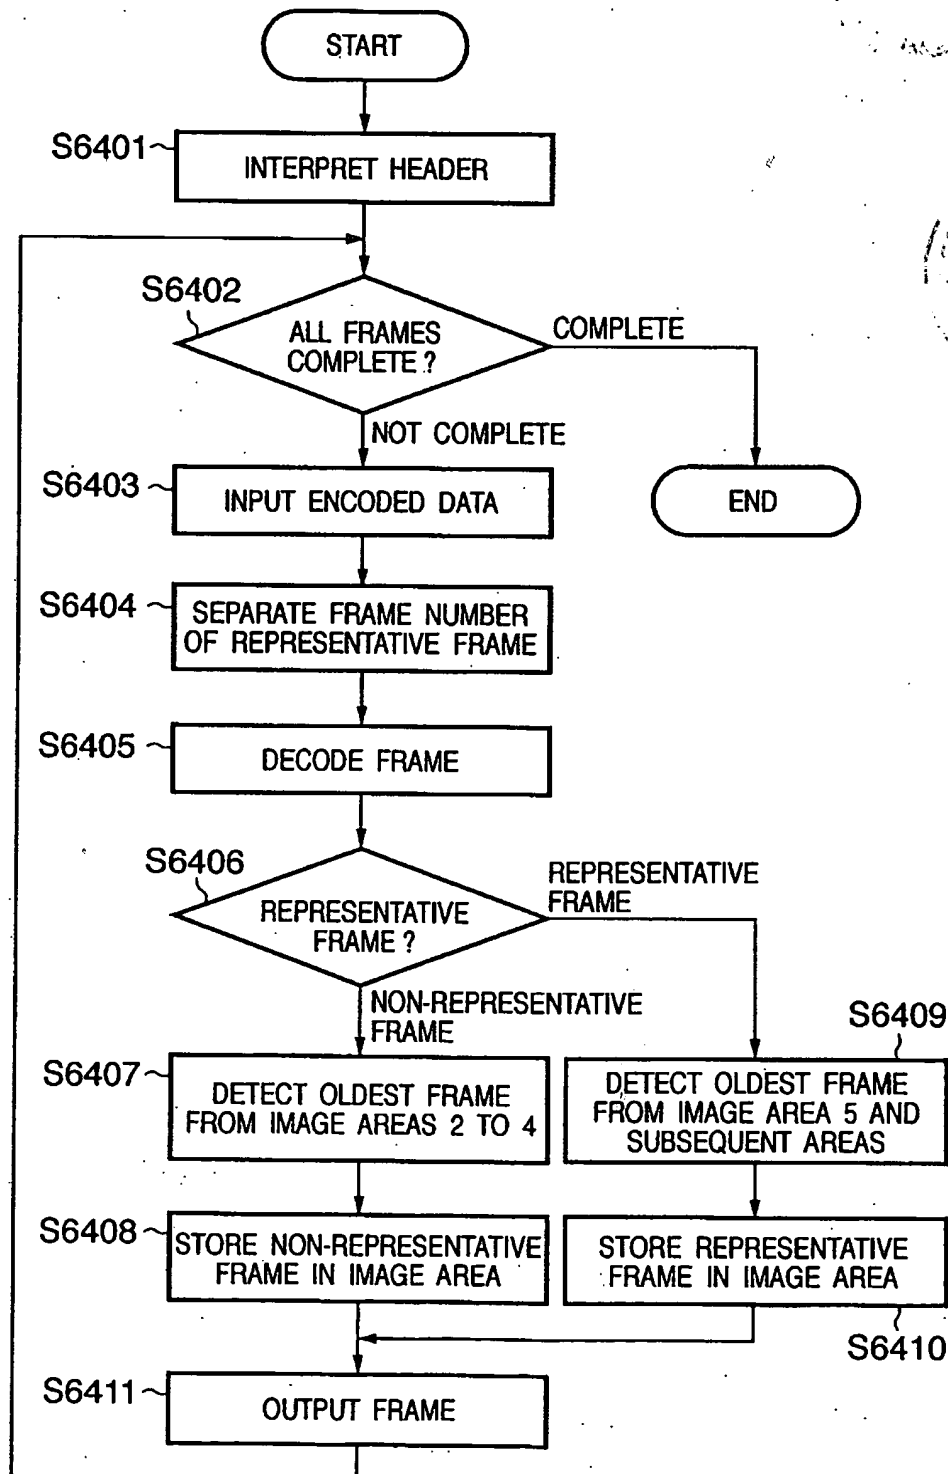 START
S6401
INTERPRET HEADER
S6402
ALL FRAMES
COMPLETE ?
COMPLETE
NOT COMPLETE
S6403
INPUT ENCODED DATA
END
S6404
SEPARATE FRAME NUMBER
OF REPRESENTATIVE FRAME
S6405
DECODE FRAME
S6406
REPRESENTATIVE
FRAME ?
REPRESENTATIVE
FRAME
NON-REPRESENTATIVE
FRAME
S6407
DETECT OLDEST FRAME
FROM IMAGE AREAS 2 TO 4
S6409
DETECT OLDEST FRAME
FROM IMAGE AREA 5 AND
SUBSEQUENT AREAS
S6408
STORE NON-REPRESENTATIVE
FRAME IN IMAGE AREA
STORE REPRESENTATIVE
FRAME IN IMAGE AREA
S6410
S6411
OUTPUT FRAME